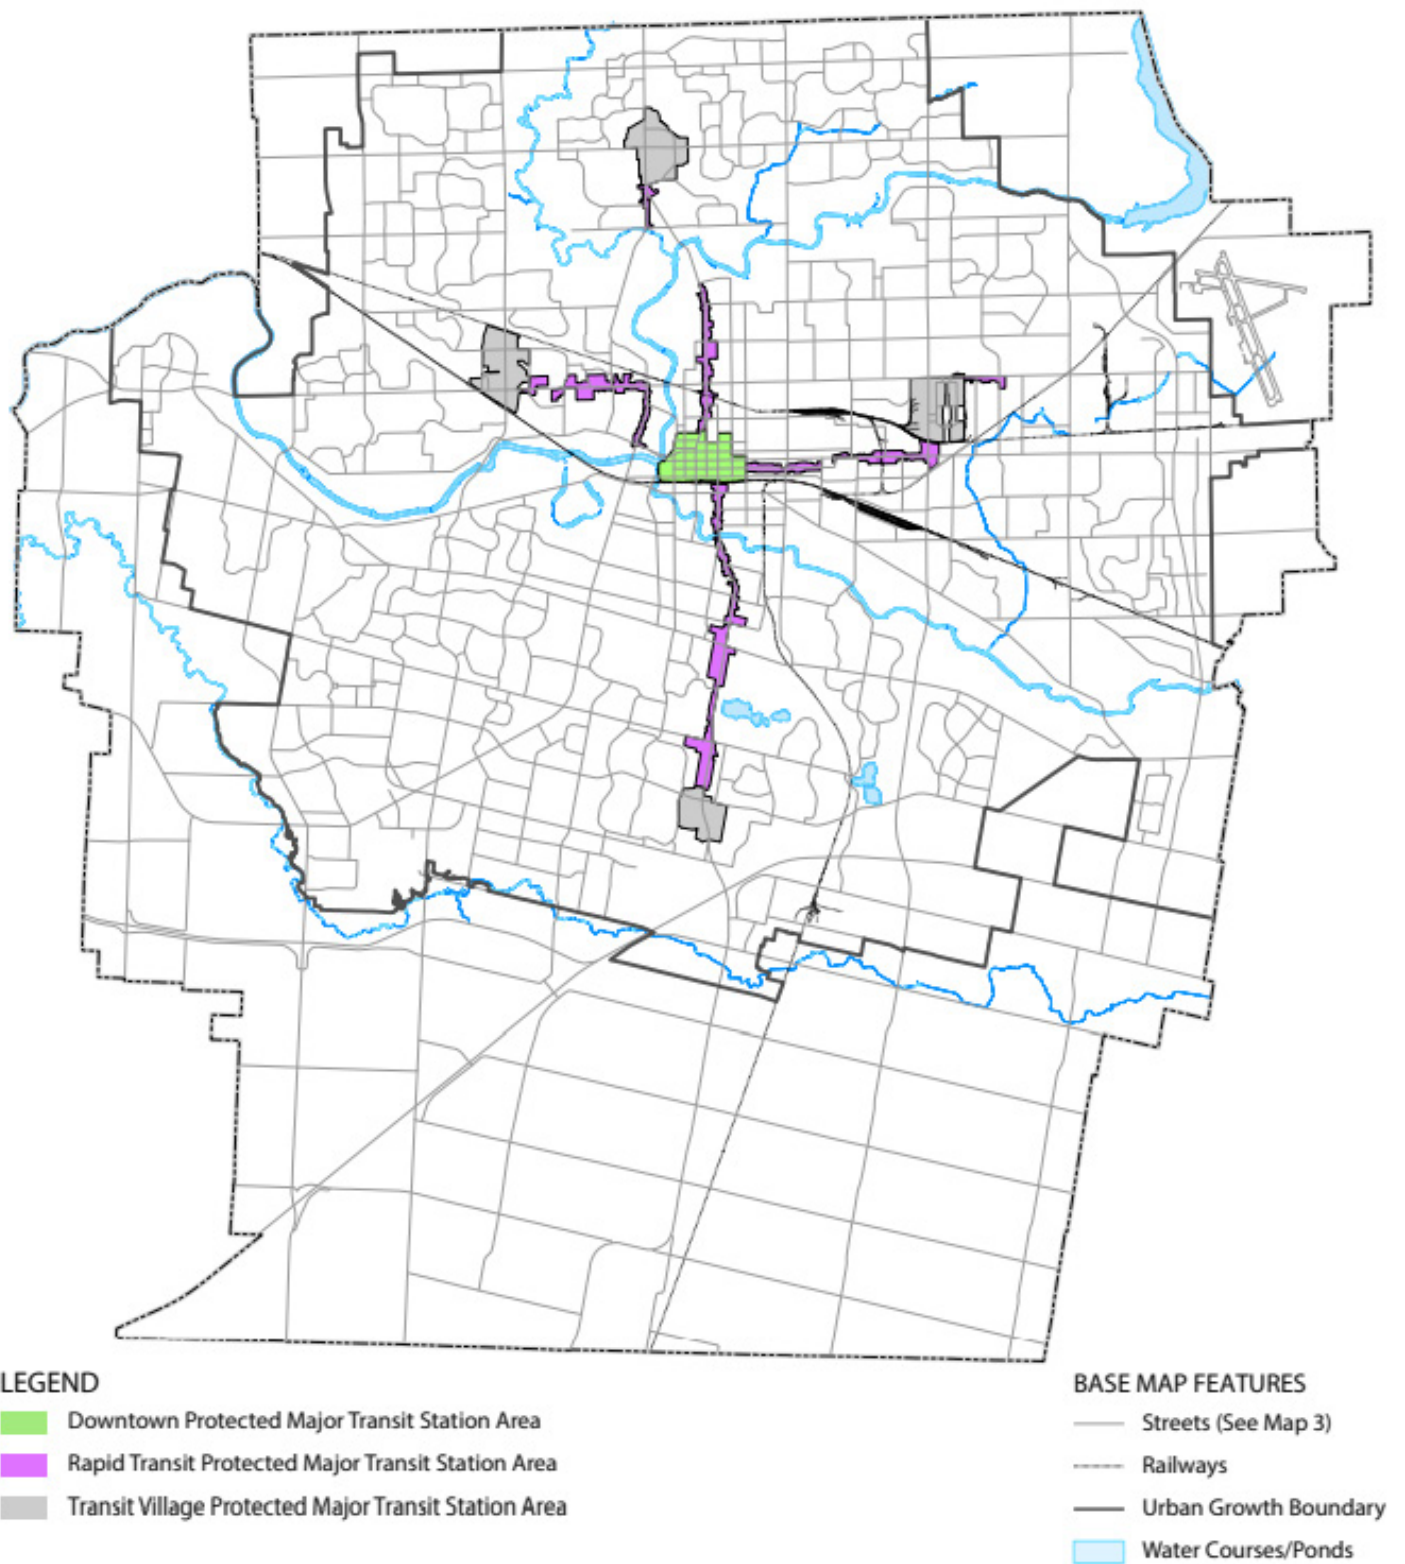 LEGEND
Downtown Protected Major Transit Station Area
Rapid Transit Protected Major Transit Station Area
Transit Village Protected Major Transit Station Area
BASE MAP FEATURES
Streets (See Map 3)
Railways
Urban Growth Boundary
Water Courses/Ponds